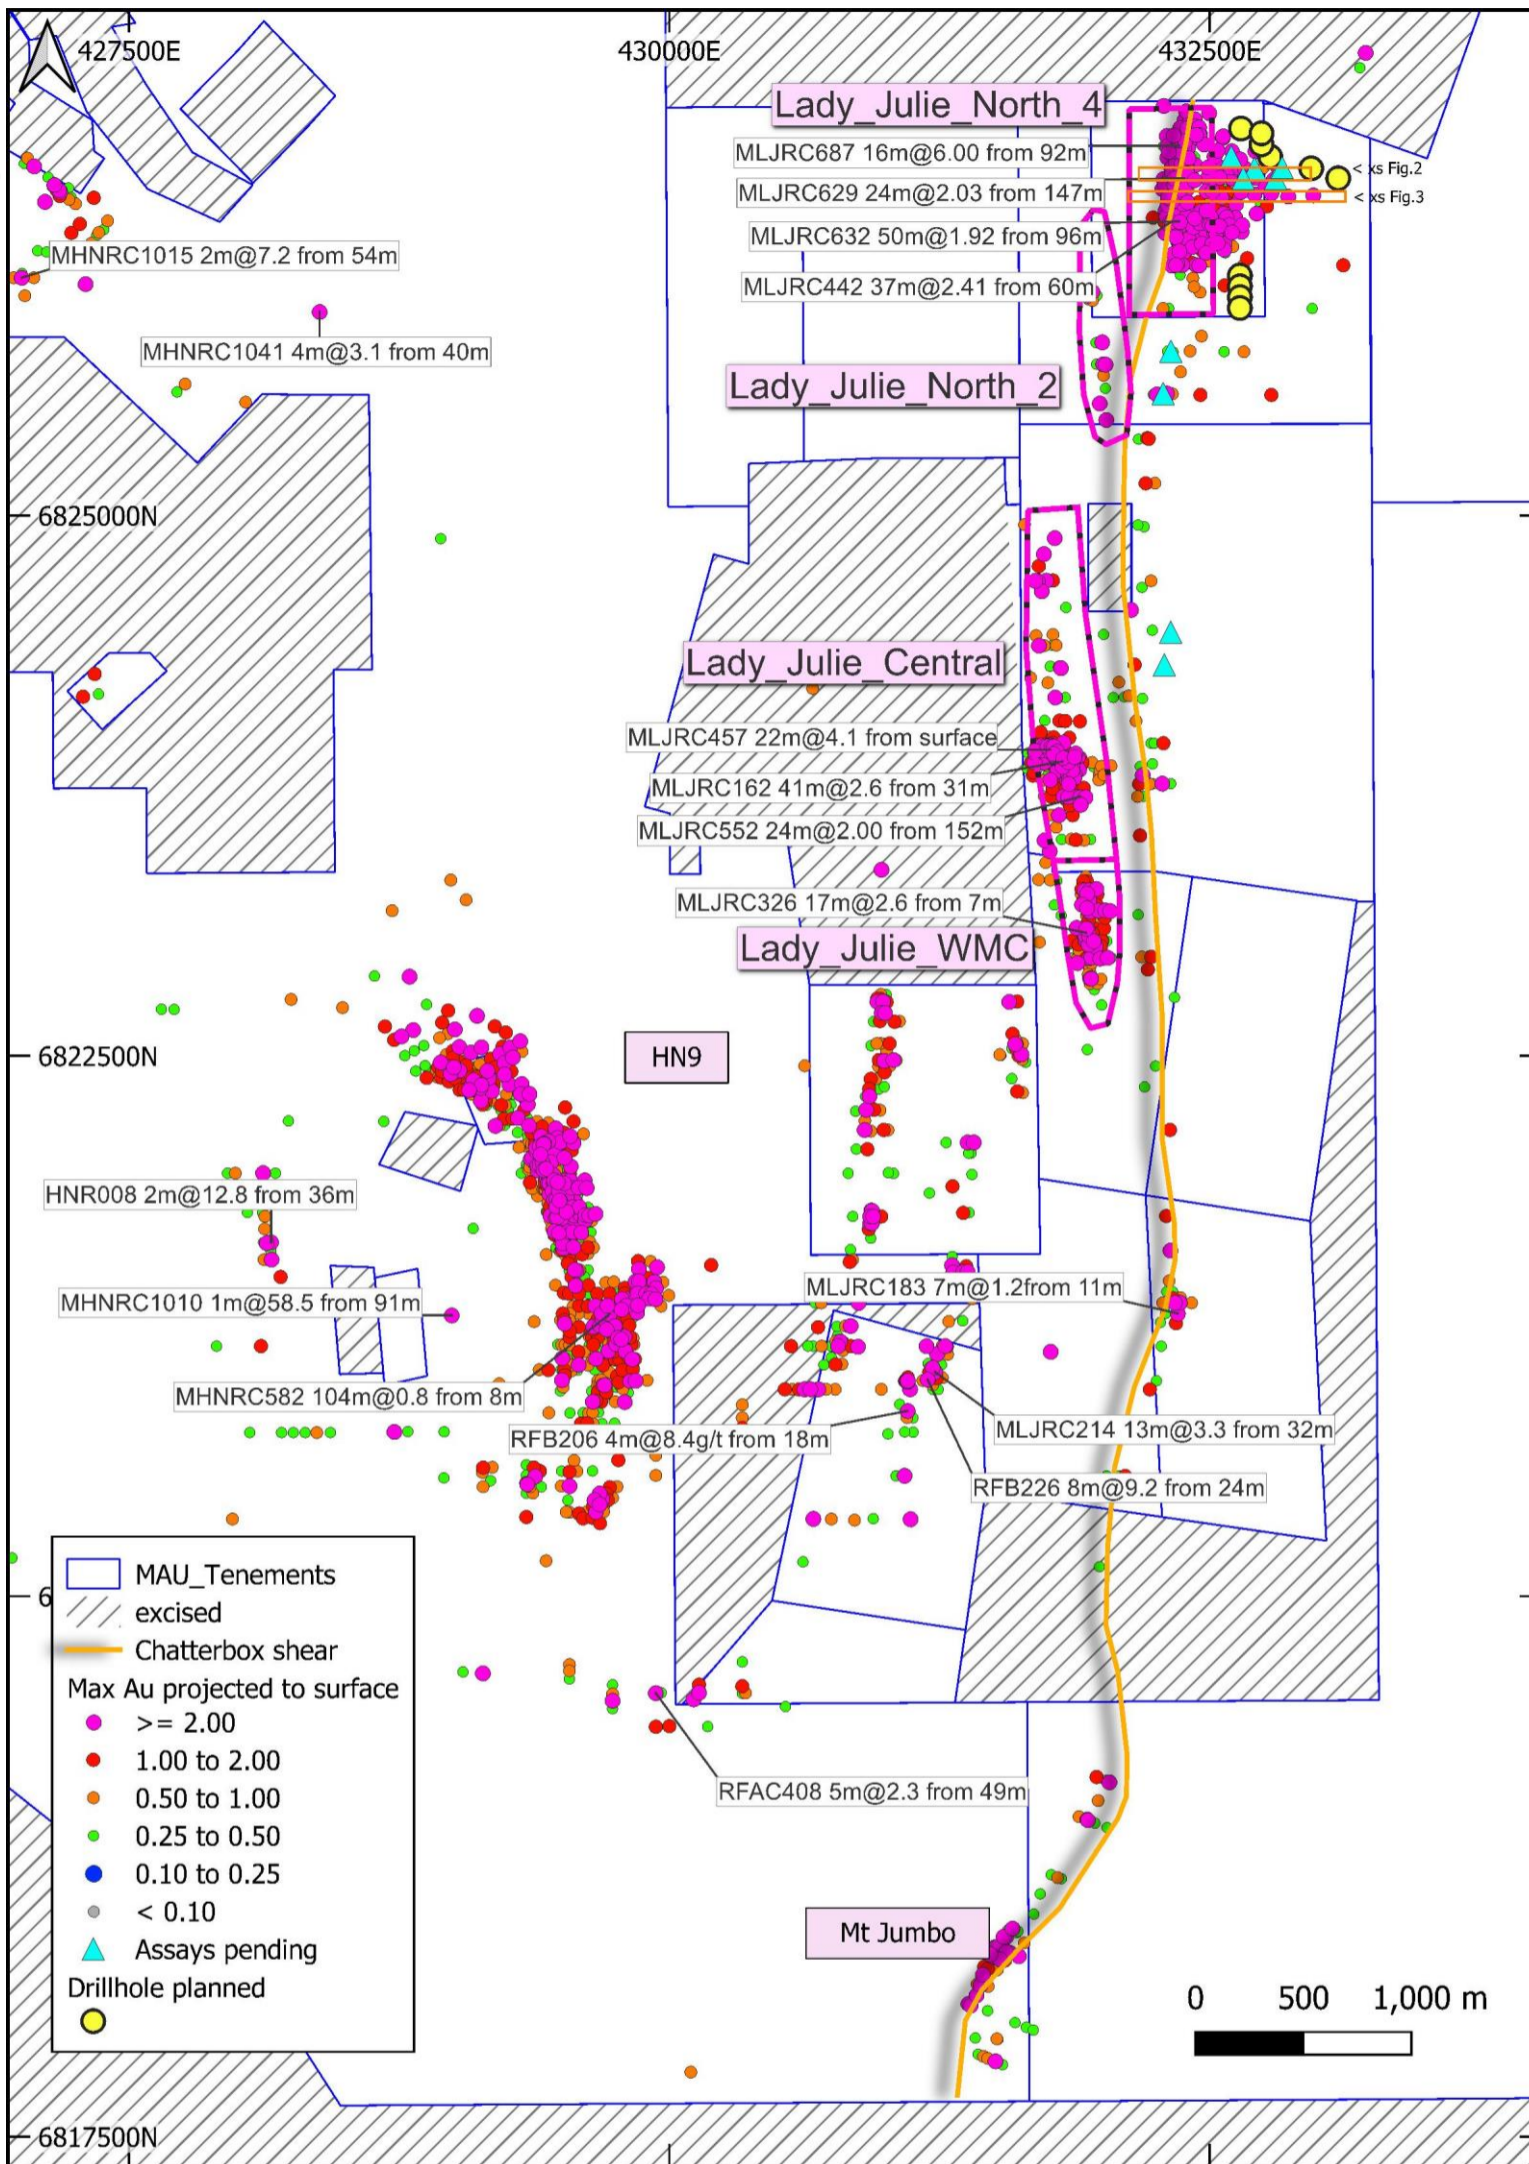 427500E
430000E
432500E
Lady_Julie_North_4
MLJRC687 16m@6.00 from 92m
< xs Fig.2
MLJRC629 24m@2.03 from 147m
< xs Fig.3
MLJRC632 50m@1.92 from 96m
MHNRC1015 2m@7.2 from 54m
MLJRC442 37m@2.41 from 60m
MHNRC1041 4m@3.1 from 40m
Lady_Julie_North_2
6825000N
Lady_Julie_Central
MLJRC457 22m@4.1 from surface
MLJRC162 41m@2.6 from 31m
MLJRC552 24m@2.00 from 152m
MLJRC326 17m@2.6 from 7m
Lady_Julie_WMC
6822500N
HN9
HNR008 2m@12.8 from 36m
MLJRC183 7m@1.2from 11m
MHNRC1010 1m@58.5 from 91m
MHNRC582 104m@0.8 from 8m
MLJRC214 13m@3.3 from 32m
RFB206 4m@8.4g/t from 18m
RFB226 8m@9.2 from 24m
6
MAU_Tenements
excised
Chatterbox shear
Max Au projected to surface
>= 2.00
1.00 to 2.00
0.50 to 1.00
0.25 to 0.50
0.10 to 0.25
< 0.10
Assays pending
Drillhole planned
RFAC408 5m@2.3 from 49m
Mt Jumbo
0 500 1,000 m
6817500N